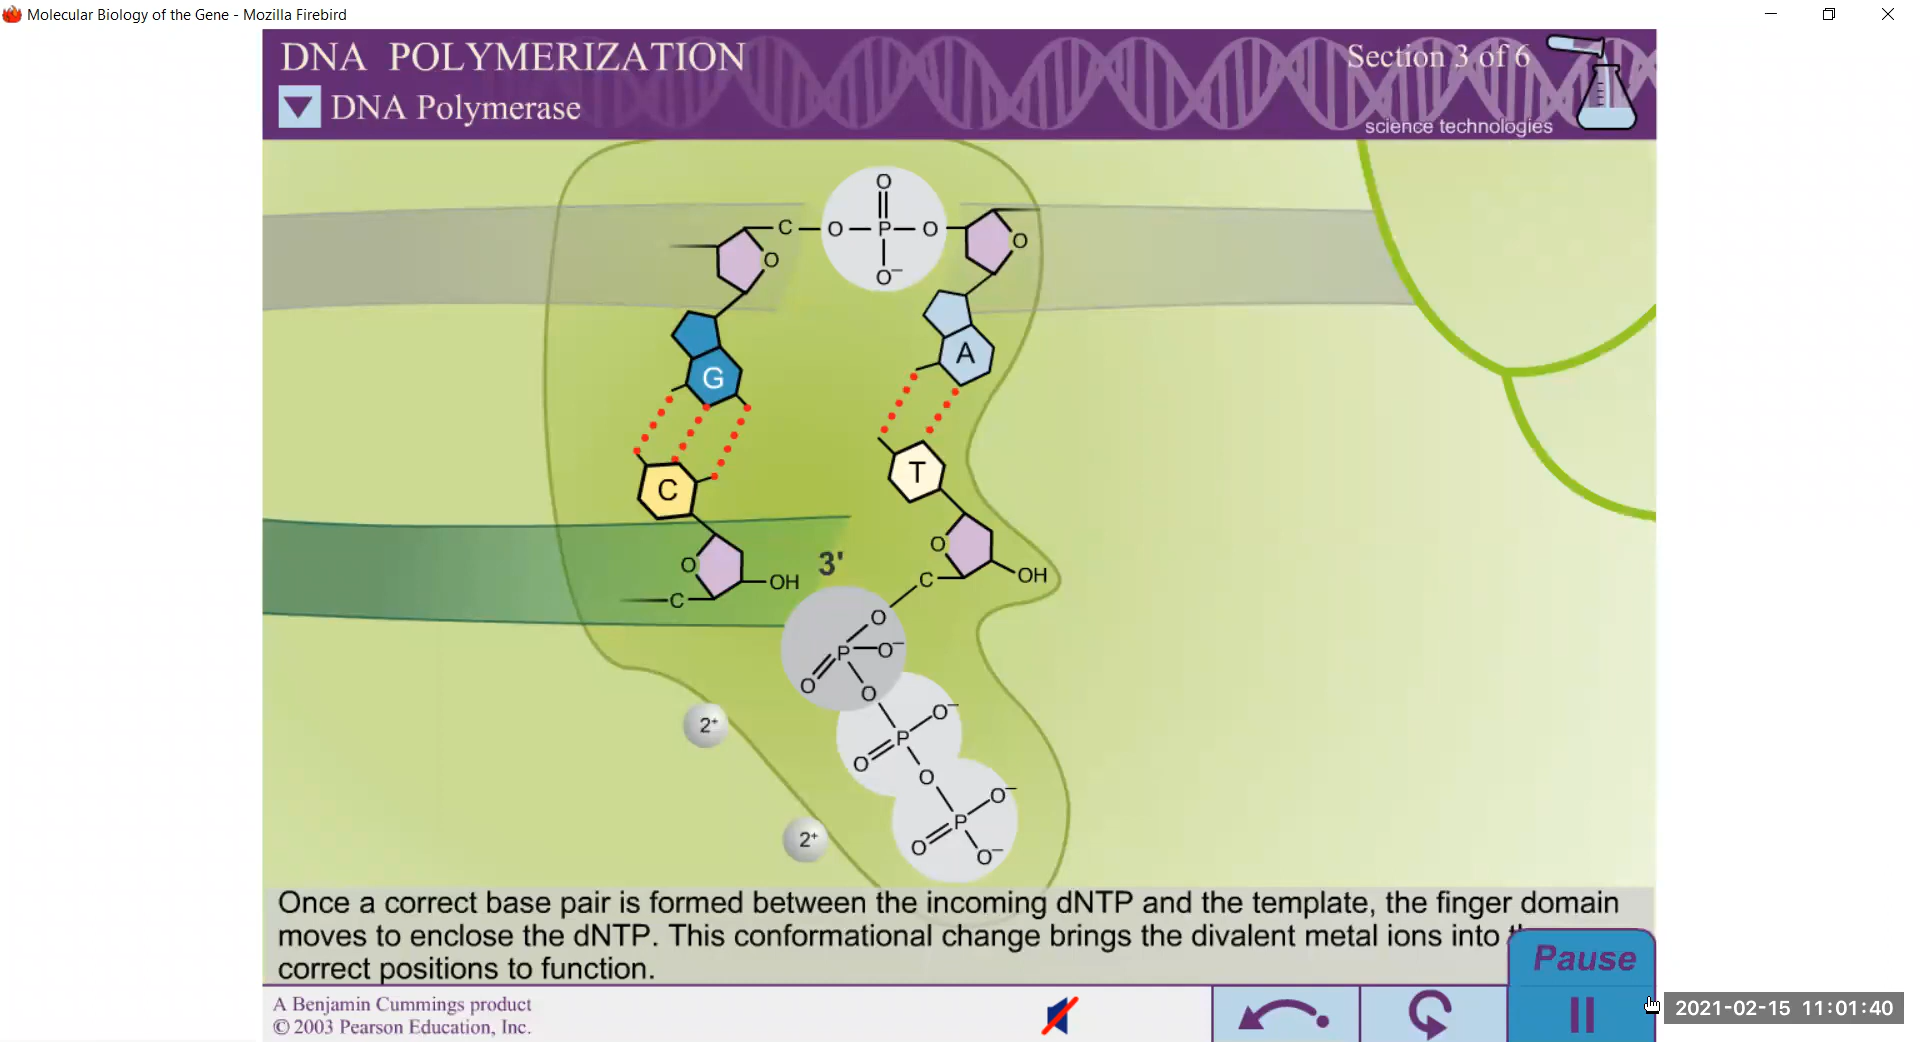 Molecular Biology of the Gene - Mozilla Firebird
DNA POLYMERIZATION
Section 3 of 6
DNA Polymerase
science technologies
O
C O P O O
O
O⁻
G
A
C
T
3'
O
OH
C
O
C
OH
O
P O⁻
O
O
2⁺
O⁻
P
O
O
2⁺
O⁻
P
O
O⁻
Once a correct base pair is formed between the incoming dNTP and the template, the finger domain
moves to enclose the dNTP. This conformational change brings the divalent metal ions into
correct positions to function.
Pause
A Benjamin Cummings product
© 2003 Pearson Education, Inc.
2021-02-15 11:01:40